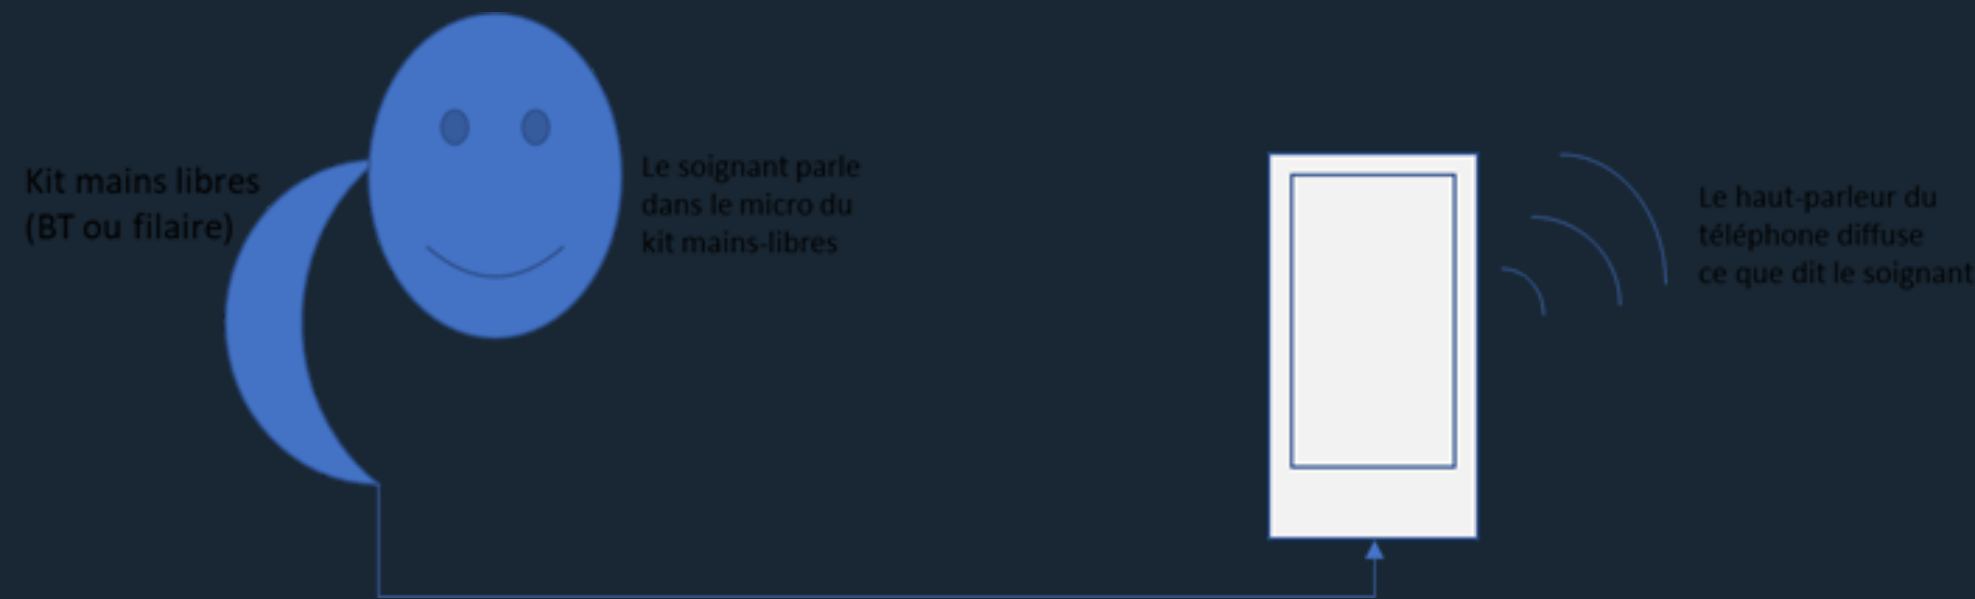 Kit mains libres
(BT ou filaire)
Le soignant parle
dans le micro du
kit mains-libres
Le haut-parleur du
téléphone diffuse
ce que dit le soignant